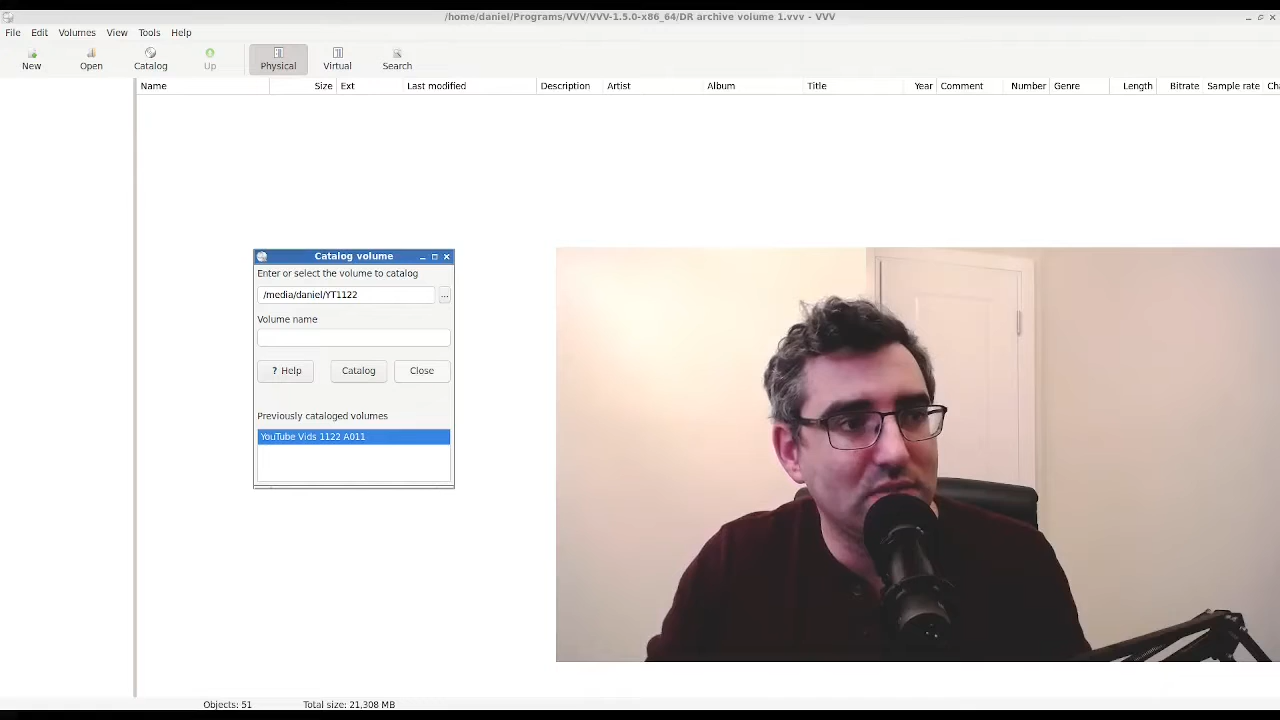 /home/daniel/Programs/VVV/VVV-1.5.0-x86_64/DR archive volume 1.vvv - VVV
File Edit Volumes View Tools Help
New Open Catalog Up Physical Virtual Search
Name Size Ext Last modified Description Artist Album Title Year Comment Number Genre Length Bitrate Sample rate Cha
Catalog volume
Enter or select the volume to catalog
/media/daniel/YT1122 ...
Volume name
? Help Catalog Close
Previously cataloged volumes
YouTube Vids 1122 A011
Objects: 51 Total size: 21,308 MB